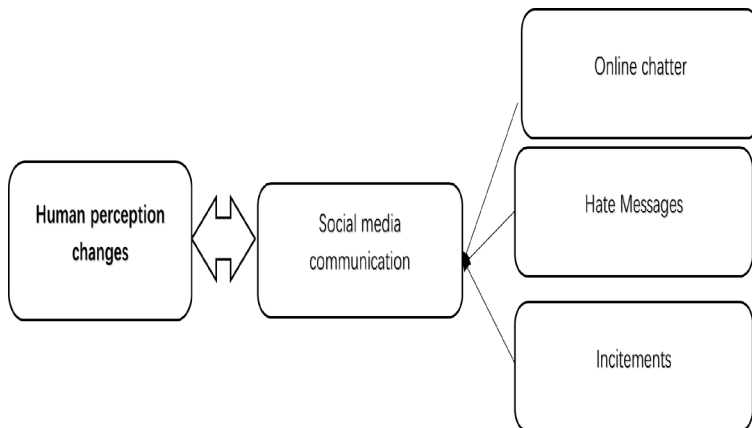 Online chatter
Human perception
changes
Social media
communication
Hate Messages
Incitements